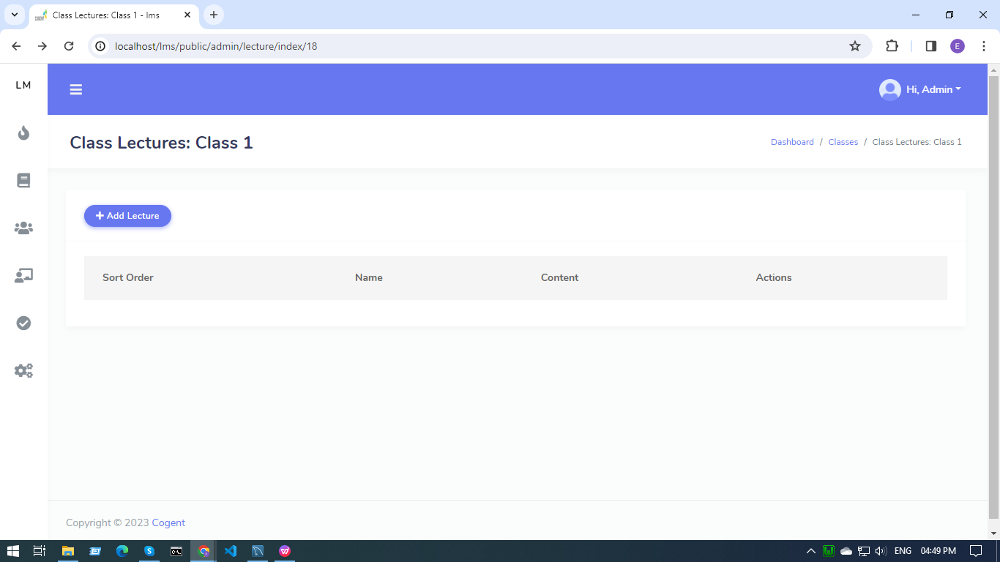 Class Lectures: Class 1 - lms
localhost/lms/public/admin/lecture/index/18
E
LM
Hi, Admin
Class Lectures: Class 1
Dashboard / Classes / Class Lectures: Class 1
Add Lecture
Sort Order Name Content Actions
Copyright © 2023 Cogent
ENG 04:49 PM